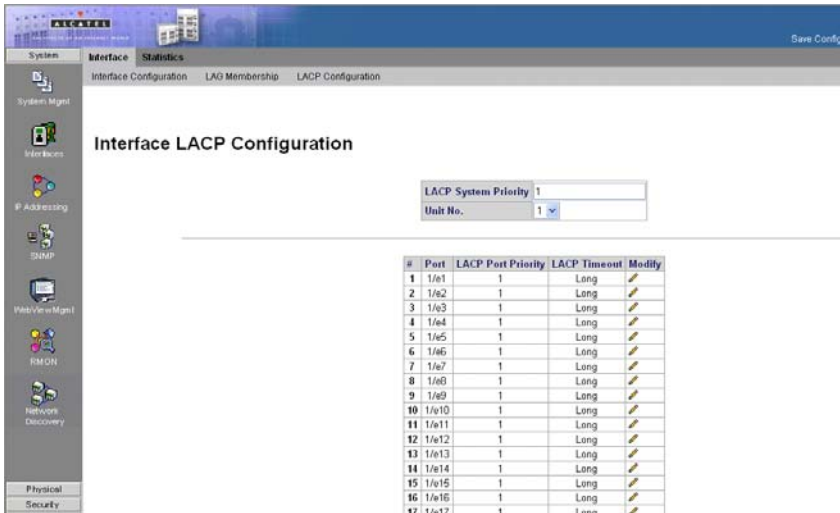 ALCATEL
Save Config
System
Interface Statistics
Interface Configuration LAG Membership LACP Configuration
System Mgmt
Interfaces
IP Addressing
SNMP
WebViewMgmt
RMON
Network
Discovery
Physical
Security
Interface LACP Configuration
LACP System Priority 1
Unit No. 1
# Port LACP Port Priority LACP Timeout Modify
1 1/e1 1 Long
2 1/e2 1 Long
3 1/e3 1 Long
4 1/e4 1 Long
5 1/e5 1 Long
6 1/e6 1 Long
7 1/e7 1 Long
8 1/e8 1 Long
9 1/e9 1 Long
10 1/e10 1 Long
11 1/e11 1 Long
12 1/e12 1 Long
13 1/e13 1 Long
14 1/e14 1 Long
15 1/e15 1 Long
16 1/e16 1 Long
17 1/e17 1 Long